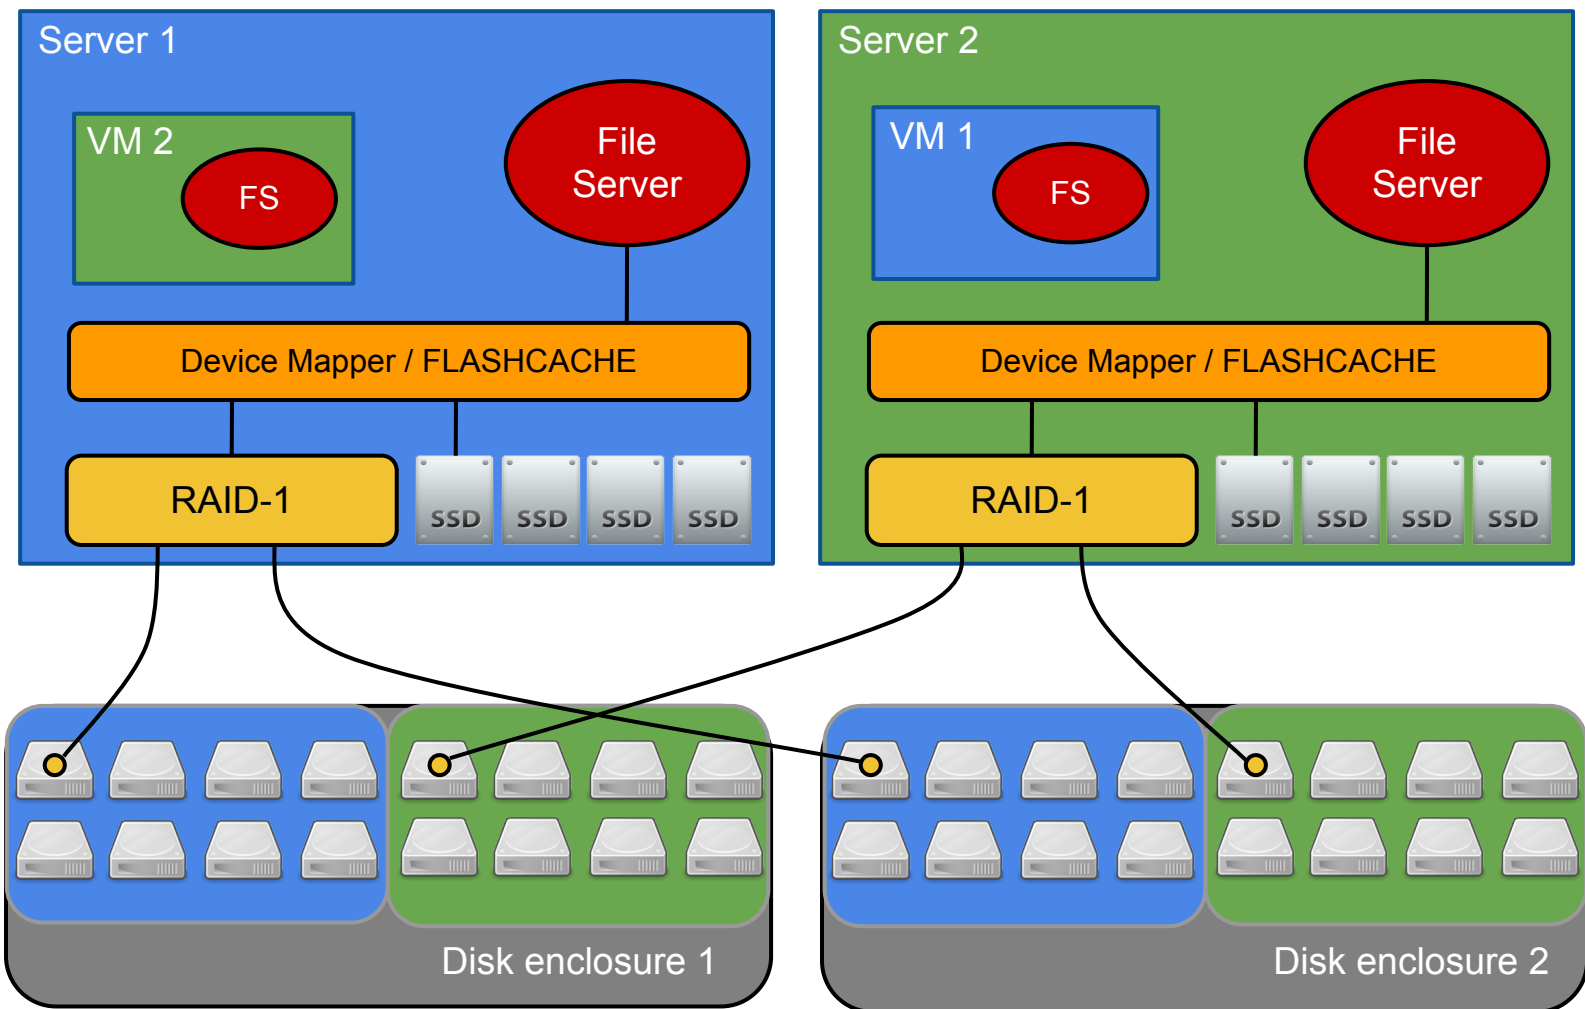 Server 1
VM 2
FS
File
Server
Device Mapper / FLASHCACHE
RAID-1
SSD
SSD
SSD
SSD
Server 2
VM 1
FS
File
Server
Device Mapper / FLASHCACHE
RAID-1
SSD
SSD
SSD
SSD
Disk enclosure 1
Disk enclosure 2